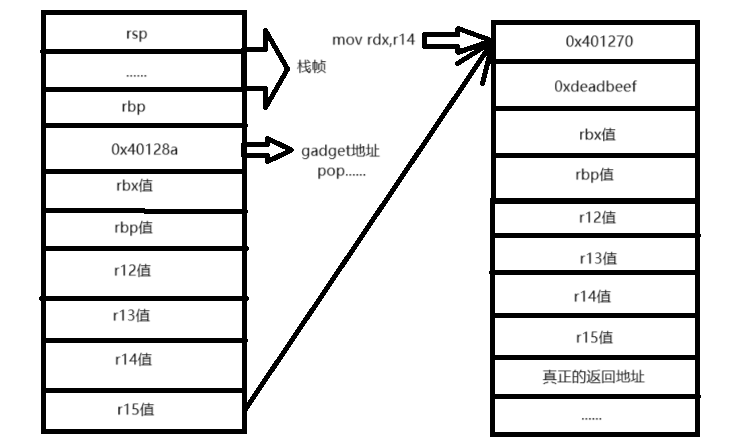 rsp
......
rbp
0x40128a
rbx值
rbp值
r12值
r13值
r14值
r15值
栈帧
gadget地址
pop......
mov rdx,r14
0x401270
0xdeadbeef
rbx值
rbp值
r12值
r13值
r14值
r15值
真正的返回地址
......